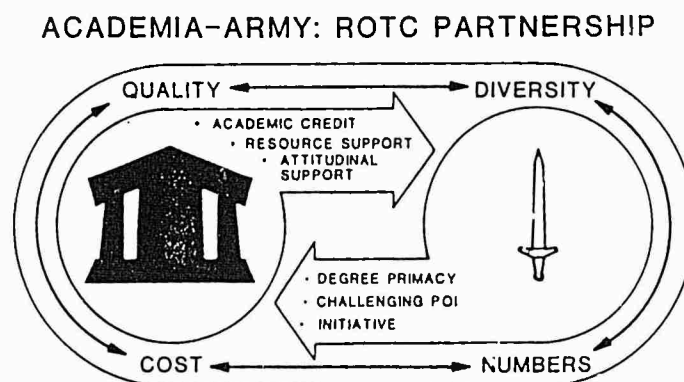 ACADEMIA-ARMY: ROTC PARTNERSHIP
QUALITY
DIVERSITY
• ACADEMIC CREDIT
• RESOURCE SUPPORT
• ATTITUDINAL
SUPPORT
• DEGREE PRIMACY
• CHALLENGING POI
• INITIATIVE
COST
NUMBERS